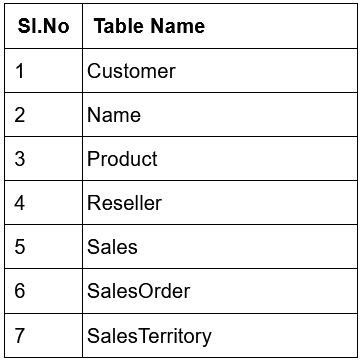 Sl.No Table Name
1 Customer
2 Name
3 Product
4 Reseller
5 Sales
6 SalesOrder
7 SalesTerritory